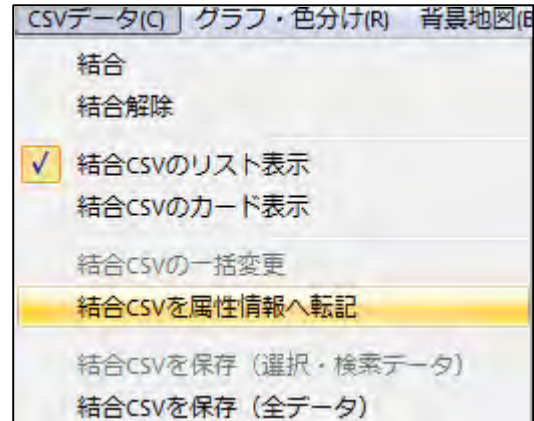 CSVデータ(C) グラフ・色分け(R) 背景地図(B
結合
結合解除
結合CSVのリスト表示
結合CSVのカード表示
結合CSVの一括変更
結合CSVを属性情報へ転記
結合CSVを保存（選択・検索データ）
結合CSVを保存（全データ）